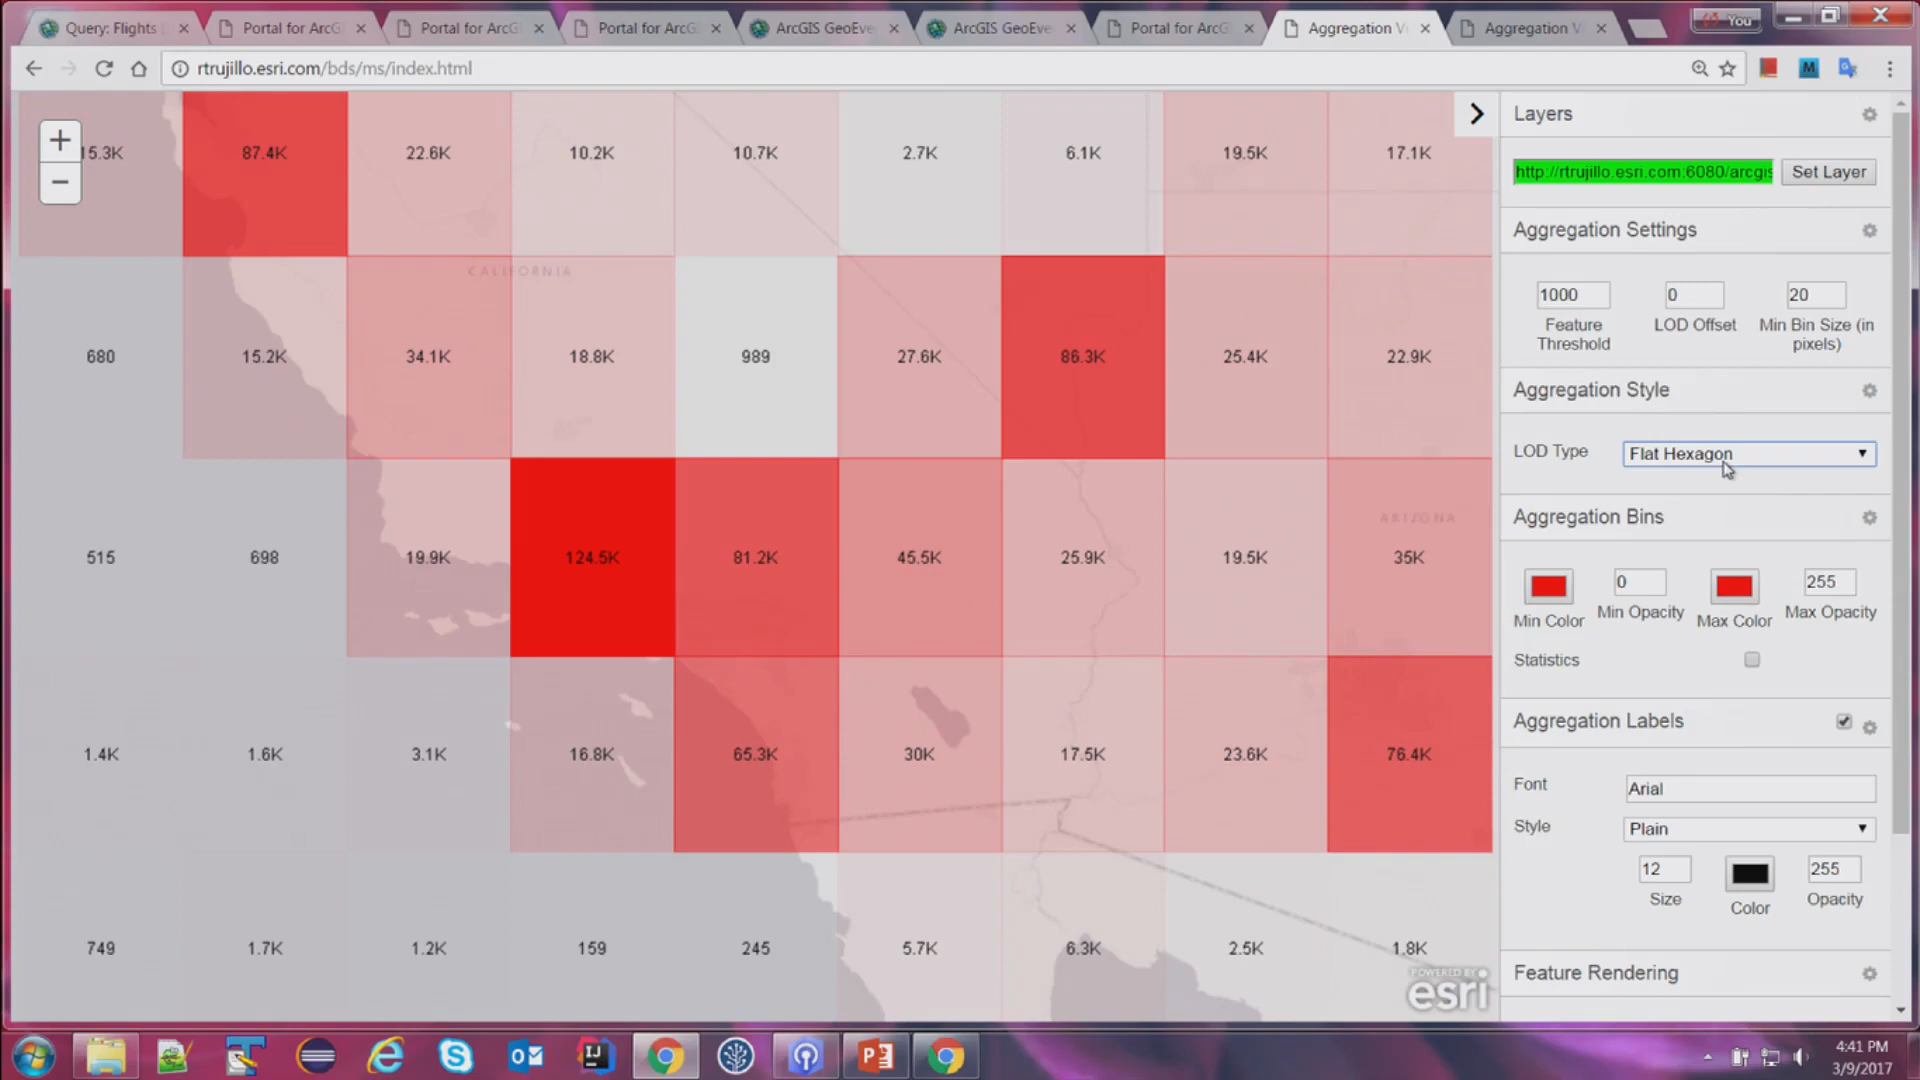 Query: Flights
Portal for ArcG
Portal for ArcG
Portal for ArcG
ArcGIS GeoEve
ArcGIS GeoEve
Portal for ArcG
Aggregation V
Aggregation V
You
rtrujillo.esri.com/bds/ms/index.html
15.3K 87.4K 22.6K 10.2K 10.7K 2.7K 6.1K 19.5K 17.1K
CALIFORNIA
680 15.2K 34.1K 18.8K 989 27.6K 86.3K 25.4K 22.9K
ARIZONA
515 698 19.9K 124.5K 81.2K 45.5K 25.9K 19.5K 35K
1.4K 1.6K 3.1K 16.8K 65.3K 30K 17.5K 23.6K 76.4K
749 1.7K 1.2K 159 245 5.7K 6.3K 2.5K 1.8K
POWERED BY
esri
Layers
http://rtrujillo.esri.com:6080/arcgis Set Layer
Aggregation Settings
1000 0 20
Feature Threshold
LOD Offset
Min Bin Size (in pixels)
Aggregation Style
LOD Type Flat Hexagon
Aggregation Bins
0 255
Min Color Min Opacity Max Color Max Opacity
Statistics
Aggregation Labels
Font Arial
Style Plain
12 255
Size Color Opacity
Feature Rendering
4:41 PM
3/9/2017